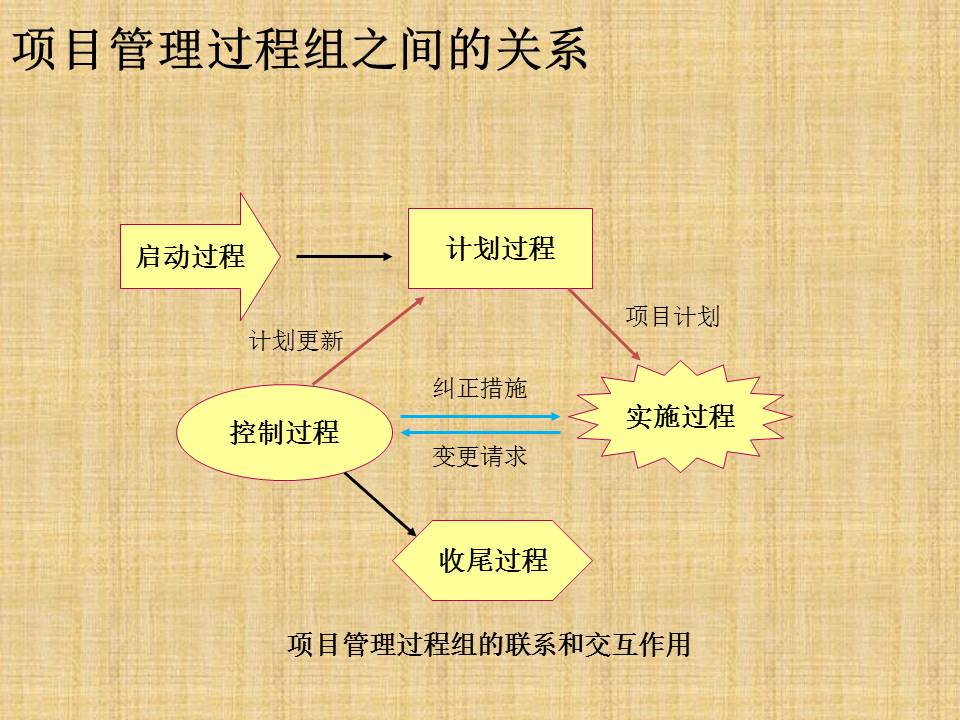 项目管理过程组之间的关系
启动过程
计划过程
项目计划
计划更新
纠正措施
控制过程
实施过程
变更请求
收尾过程
项目管理过程组的联系和交互作用